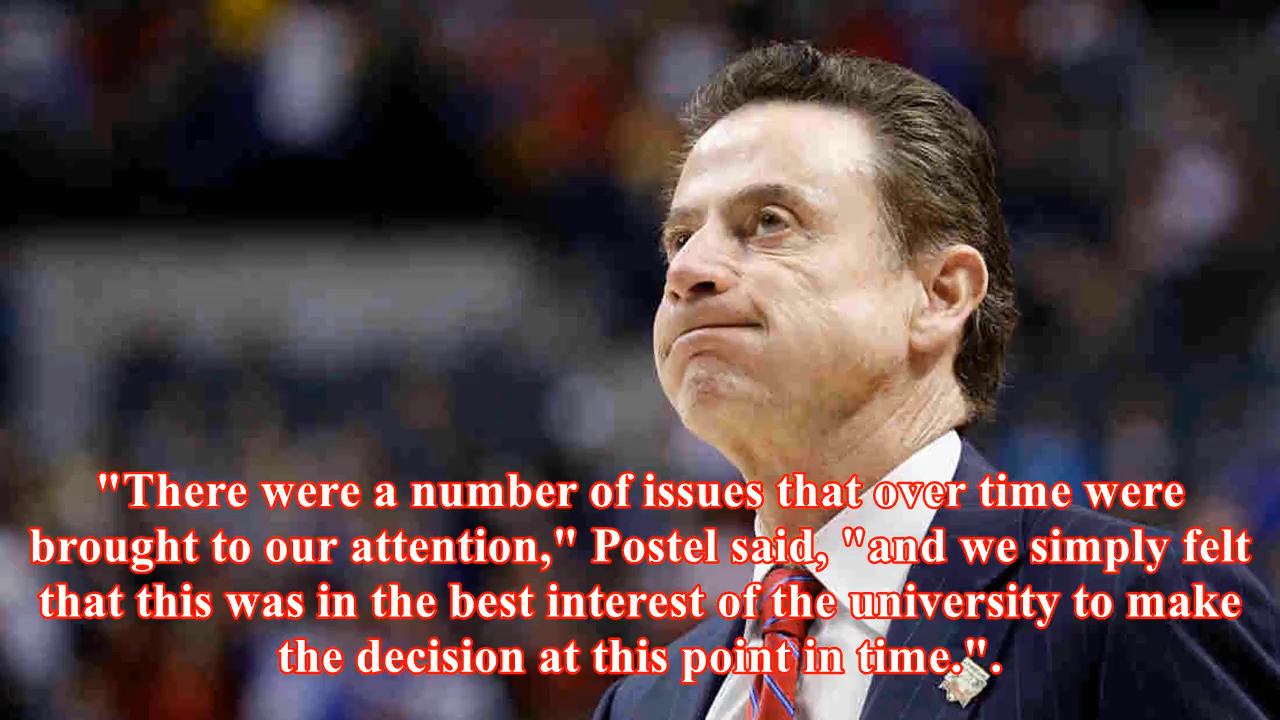 "There were a number of issues that over time were
brought to our attention," Postel said, "and we simply felt
that this was in the best interest of the university to make
the decision at this point in time.".